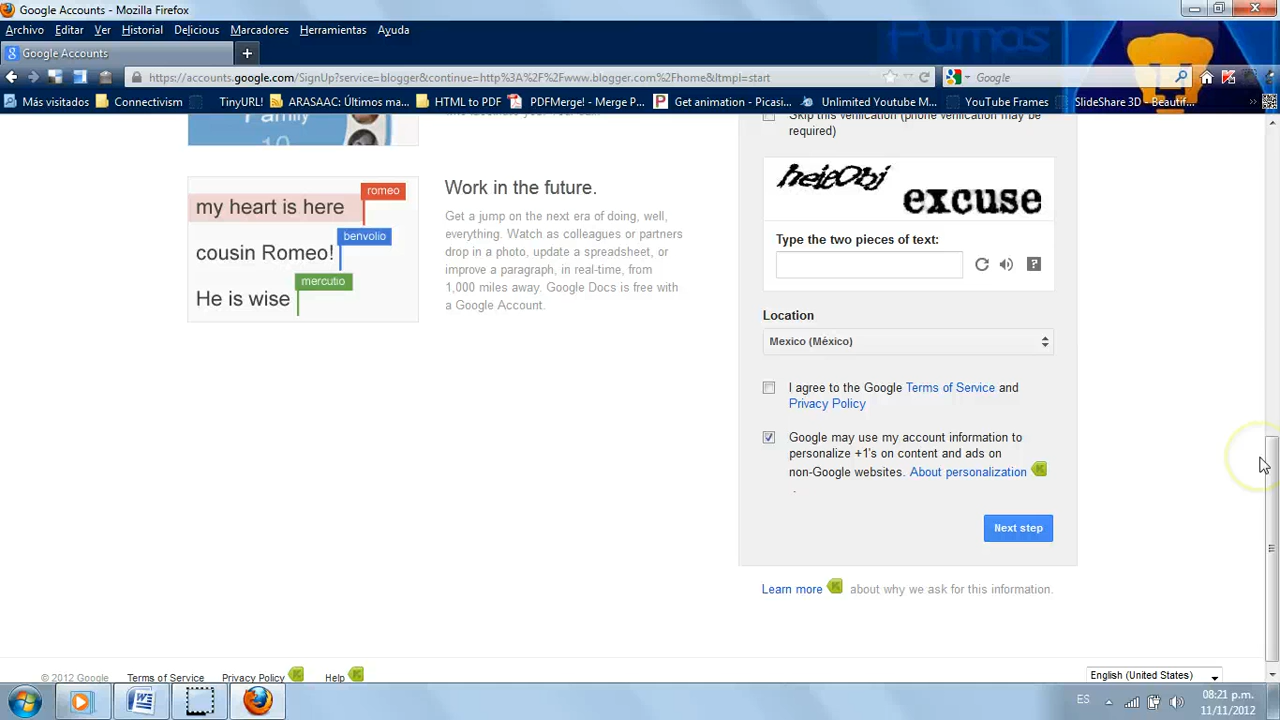 Google Accounts - Mozilla Firefox
Archivo Editar Ver Historial Delicious Marcadores Herramientas Ayuda
Pumas
Google Accounts
https://accounts.google.com/SignUp?service=blogger&continue=http%3A%2F%2Fwww.blogger.com%2Fhome&ltmpl=start
Google
Más visitados Connectivism TinyURL! ARASAAC: Últimos ma... HTML to PDF PDFMerge! - Merge P... Get animation - Picasi... Unlimited Youtube M... YouTube Frames SlideShare 3D - Beautif...
Family
Skip this verification (phone verification may be
required)
excuse
Type the two pieces of text:
Location
Mexico (México)
I agree to the Google Terms of Service and
Privacy Policy
Google may use my account information to
personalize +1's on content and ads on
non-Google websites. About personalization
.
Next step
Learn more about why we ask for this information.
romeo
my heart is here
benvolio
cousin Romeo!
mercutio
He is wise
Work in the future.
Get a jump on the next era of doing, well,
everything. Watch as colleagues or partners
drop in a photo, update a spreadsheet, or
improve a paragraph, in real-time, from
1,000 miles away. Google Docs is free with
a Google Account.
© 2012 Google Terms of Service Privacy Policy Help
English (United States)
ES
08:21 p.m.
11/11/2012